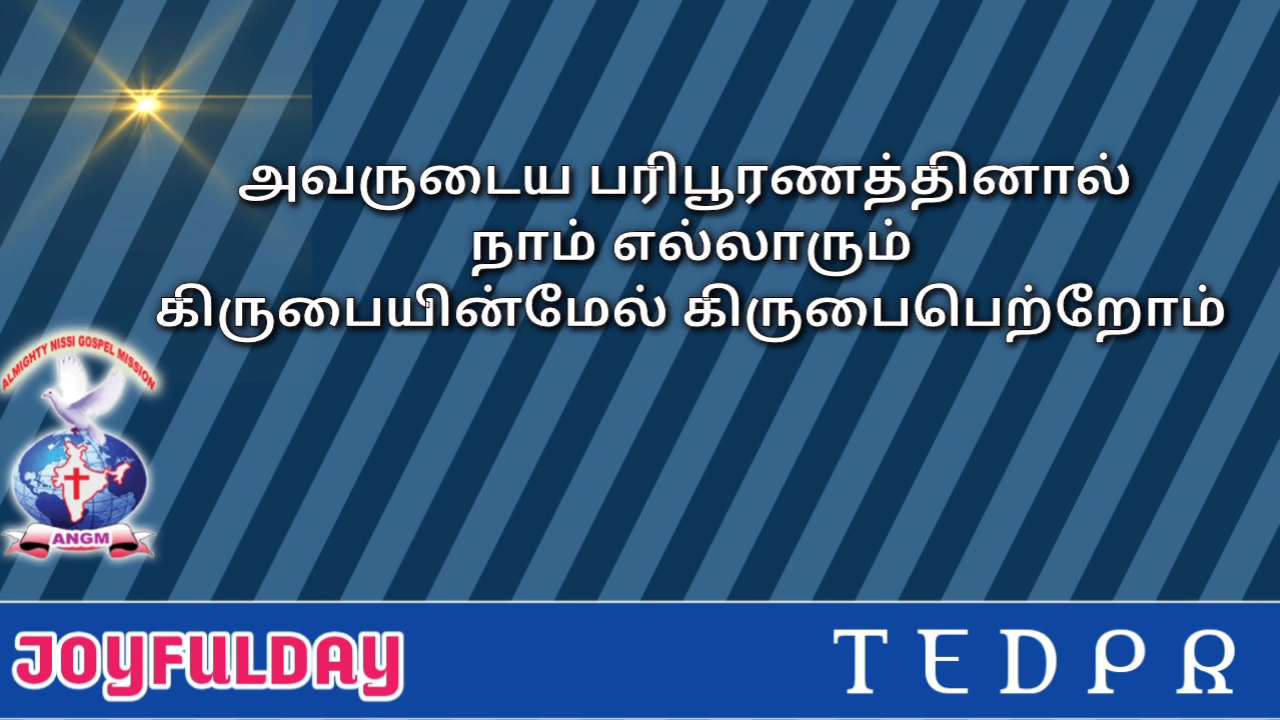 அவருடைய பரிபூரணத்தினால்
நாம் எல்லாரும்
கிருபையின்மேல் கிருபைபெற்றோம்
ALMIGHTY NISSI GOSPEL MISSION
ANGM
JOYFULDAY
TEDPR